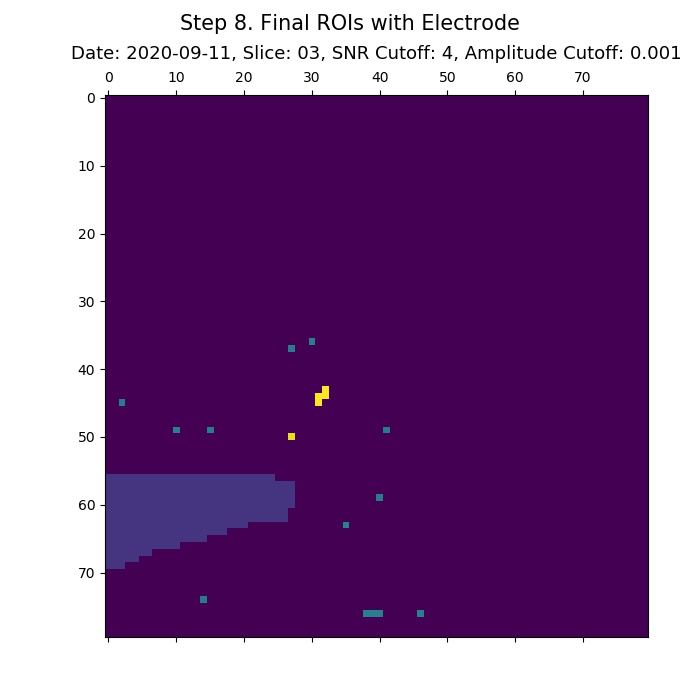 Step 8. Final ROIs with Electrode
Date: 2020-09-11, Slice: 03, SNR Cutoff: 4, Amplitude Cutoff: 0.001
0 10 20 30 40 50 60 70
0
10
20
30
40
50
60
70